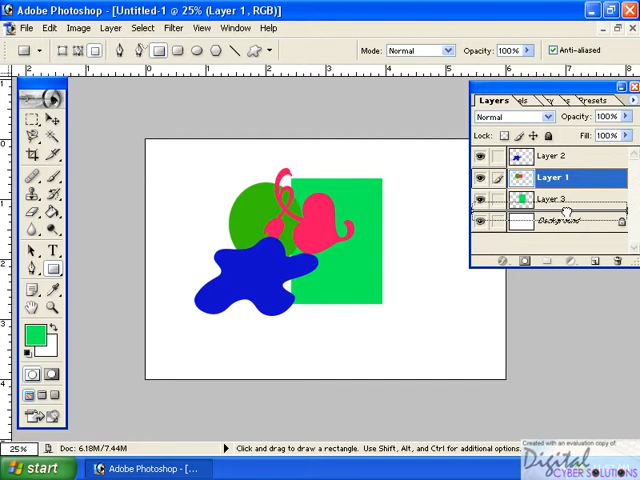 Adobe Photoshop - [Untitled-1 @ 25% (Layer 1, RGB)]
File Edit Image Layer Select Filter View Window Help
Mode: Normal Opacity: 100% Anti-aliased
Layers Presets
Normal Opacity: 100%
Lock: Fill: 100%
Layer 2
Layer 1
Layer 3
Background
25% Doc: 6.18M/7.44M Click and drag to draw a rectangle. Use Shift, Alt, and Ctrl for additional options.
start Adobe Photoshop - [...
Created with an evaluation copy of
Digital
CYBER SOLUTIONS